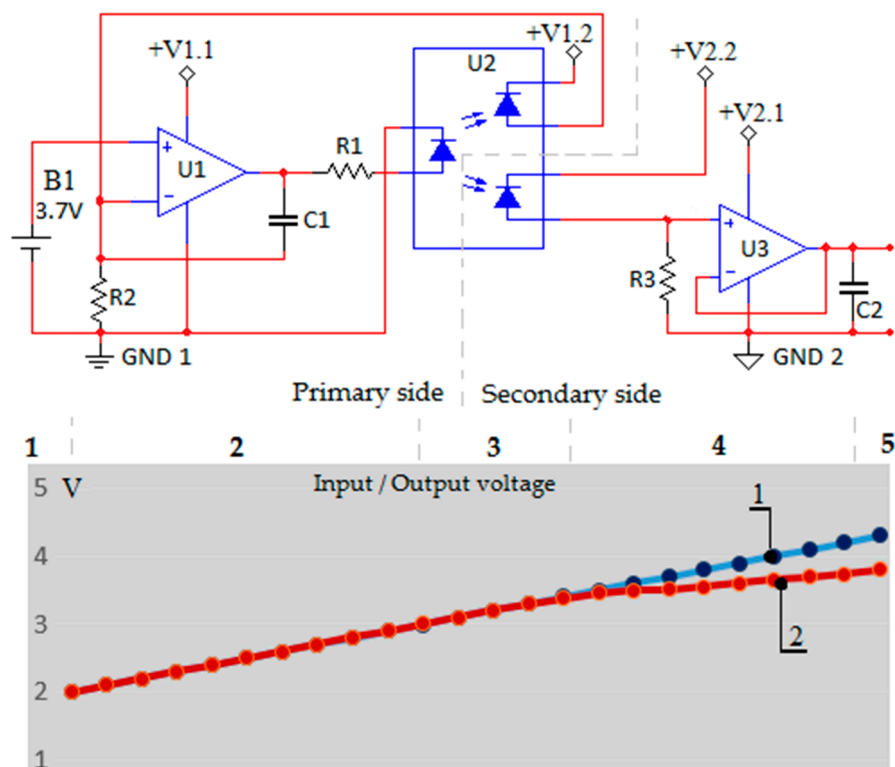 +V1.1
+V1.2
U2
+V2.2
+V2.1
+
U1
−
R1
B1
3.7V
C1
+
U3
−
R3
R2
C2
GND 1
GND 2
Primary side
Secondary side
1 2 3 4 5
5 V Input / Output voltage
1
4
3
2
2
1